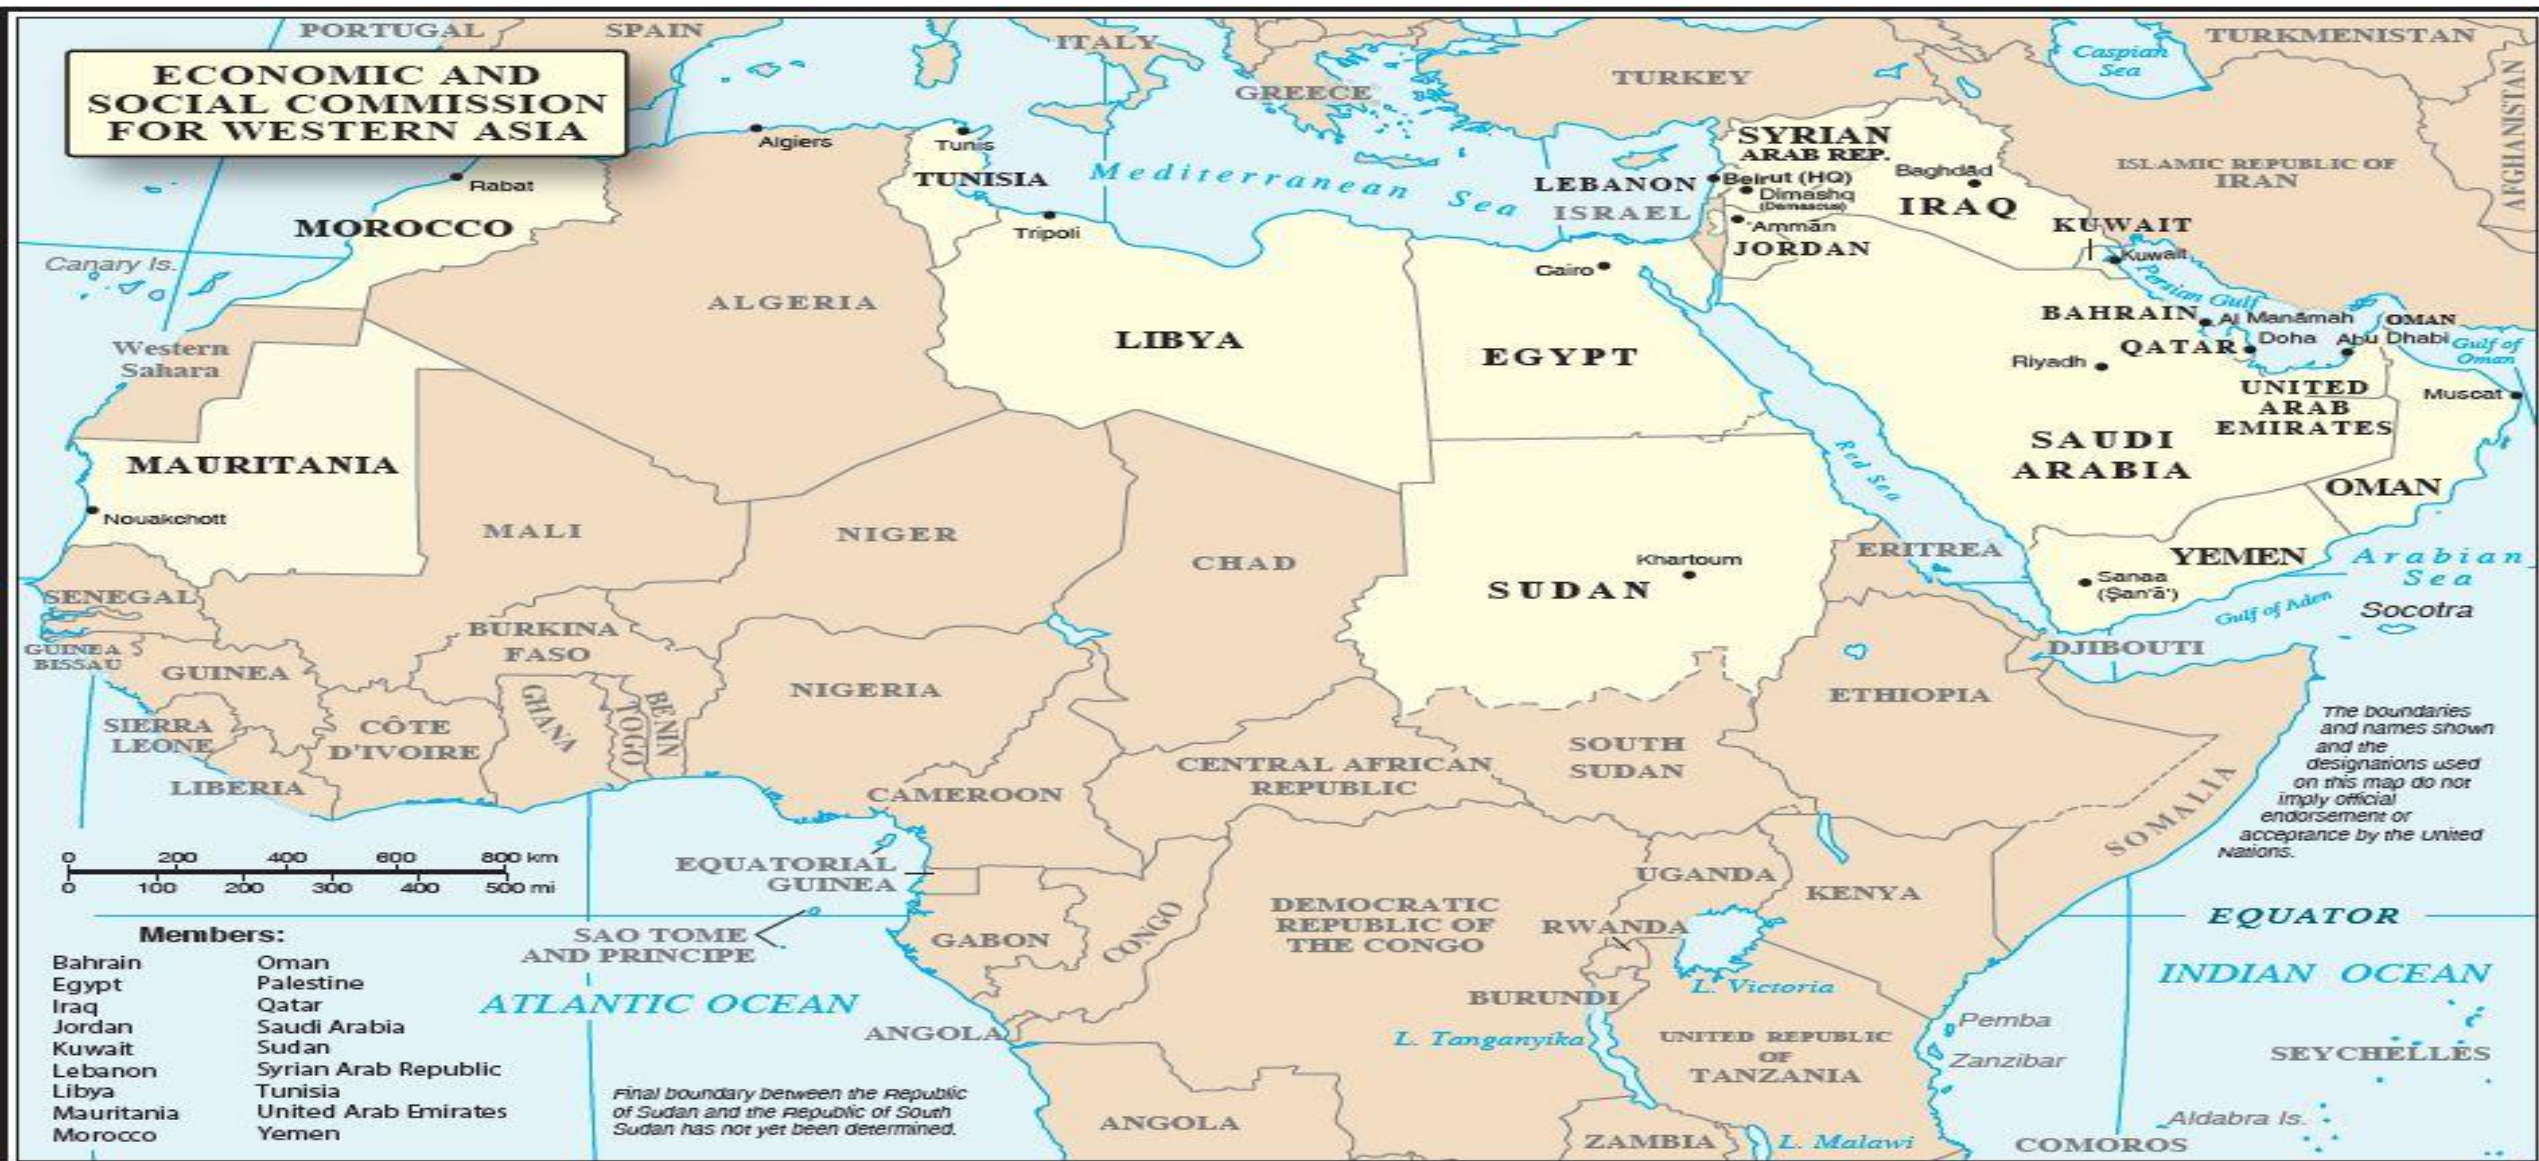 ECONOMIC AND
SOCIAL COMMISSION
FOR WESTERN ASIA
PORTUGAL
SPAIN
ITALY
GREECE
TURKEY
Caspian
Sea
TURKMENISTAN
AFGHANISTAN
ISLAMIC REPUBLIC OF
IRAN
Algiers
Tunis
TUNISIA
Rabat
MOROCCO
Tripoli
Mediterranean Sea
SYRIAN
ARAB REP.
LEBANON
Beirut (HQ)
Dimashq
(Damascus)
ISRAEL
'Ammān
JORDAN
Baghdād
IRAQ
KUWAIT
Kuwait
Persian Gulf
Canary Is.
Western
Sahara
ALGERIA
LIBYA
Cairo
EGYPT
BAHRAIN
Al Manāmah
OMAN
QATAR
Doha
Abu Dhabi
Gulf of
Oman
Riyadh
UNITED
ARAB
EMIRATES
Muscat
SAUDI
ARABIA
OMAN
Red Sea
MAURITANIA
Nouakchott
MALI
NIGER
CHAD
Khartoum
SUDAN
ERITREA
YEMEN
Sanaa
(Şan'ā')
Arabian
Sea
Gulf of Aden
Socotra
DJIBOUTI
SENEGAL
GUINEA
BISSAU
GUINEA
SIERRA
LEONE
LIBERIA
CÔTE
D'IVOIRE
BURKINA
FASO
GHANA
TOGO
BENIN
NIGERIA
CAMEROON
CENTRAL AFRICAN
REPUBLIC
SOUTH
SUDAN
ETHIOPIA
SOMALIA
The boundaries
and names shown
and the
designations used
on this map do not
imply official
endorsement or
acceptance by the United
Nations.
0 200 400 600 800 km
0 100 200 300 400 500 mi
EQUATORIAL
GUINEA
SAO TOME
AND PRINCIPE
GABON
CONGO
DEMOCRATIC
REPUBLIC OF
THE CONGO
UGANDA
KENYA
RWANDA
BURUNDI
L. Victoria
L. Tanganyika
UNITED REPUBLIC
OF
TANZANIA
EQUATOR
INDIAN OCEAN
Pemba
Zanzibar
SEYCHELLES
Aldabra Is.
COMOROS
ATLANTIC OCEAN
ANGOLA
ANGOLA
ZAMBIA
L. Malawi
Members:
Bahrain
Egypt
Iraq
Jordan
Kuwait
Lebanon
Libya
Mauritania
Morocco
Oman
Palestine
Qatar
Saudi Arabia
Sudan
Syrian Arab Republic
Tunisia
United Arab Emirates
Yemen
Final boundary between the Republic
of Sudan and the Republic of South
Sudan has not yet been determined.